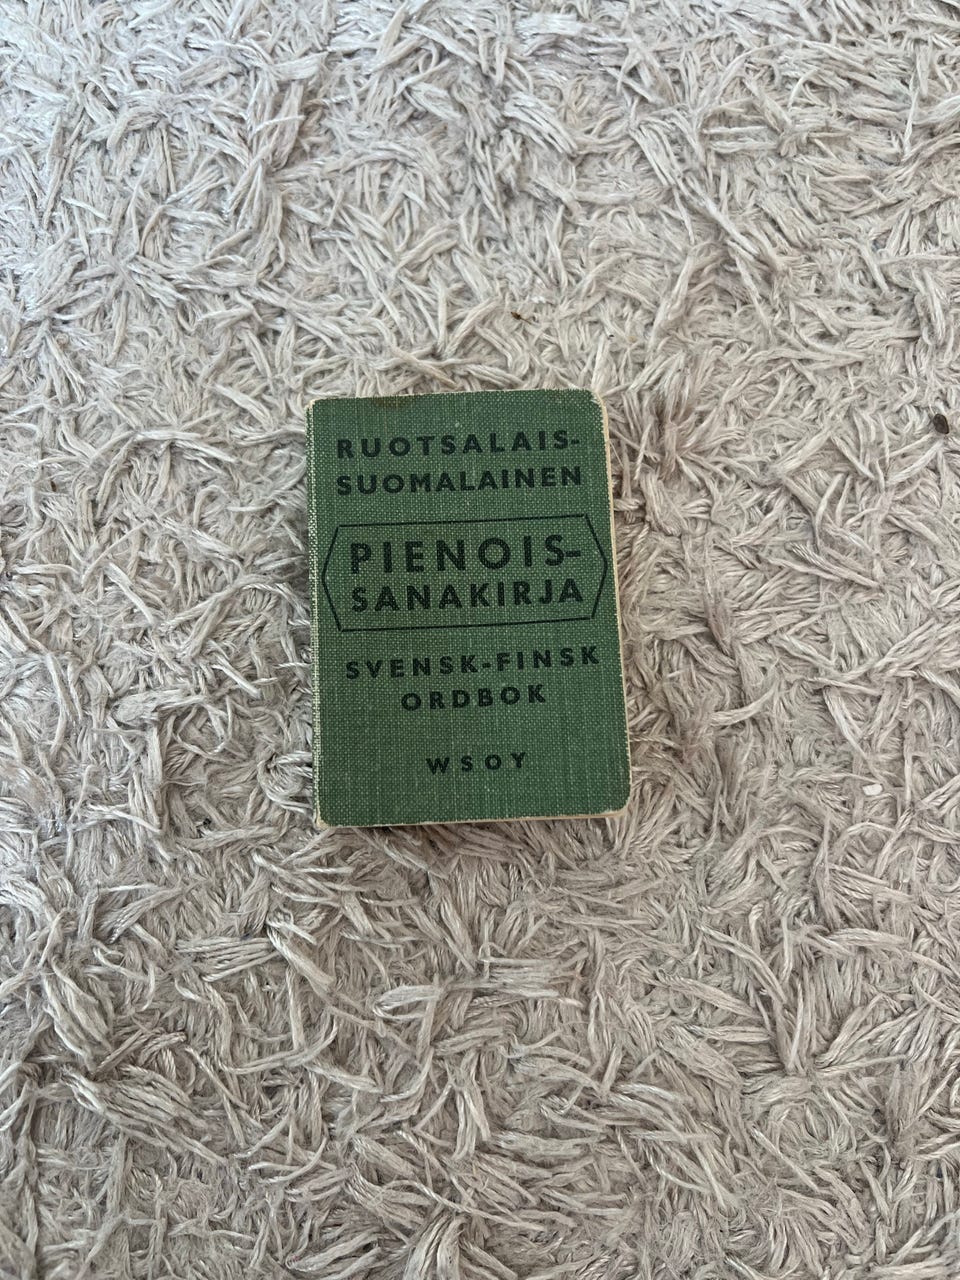 RUOTSALAIS-
SUOMALAINEN
PIENOIS-
SANAKIRJA
SVENSK-FINSK
ORDBOK
WSOY